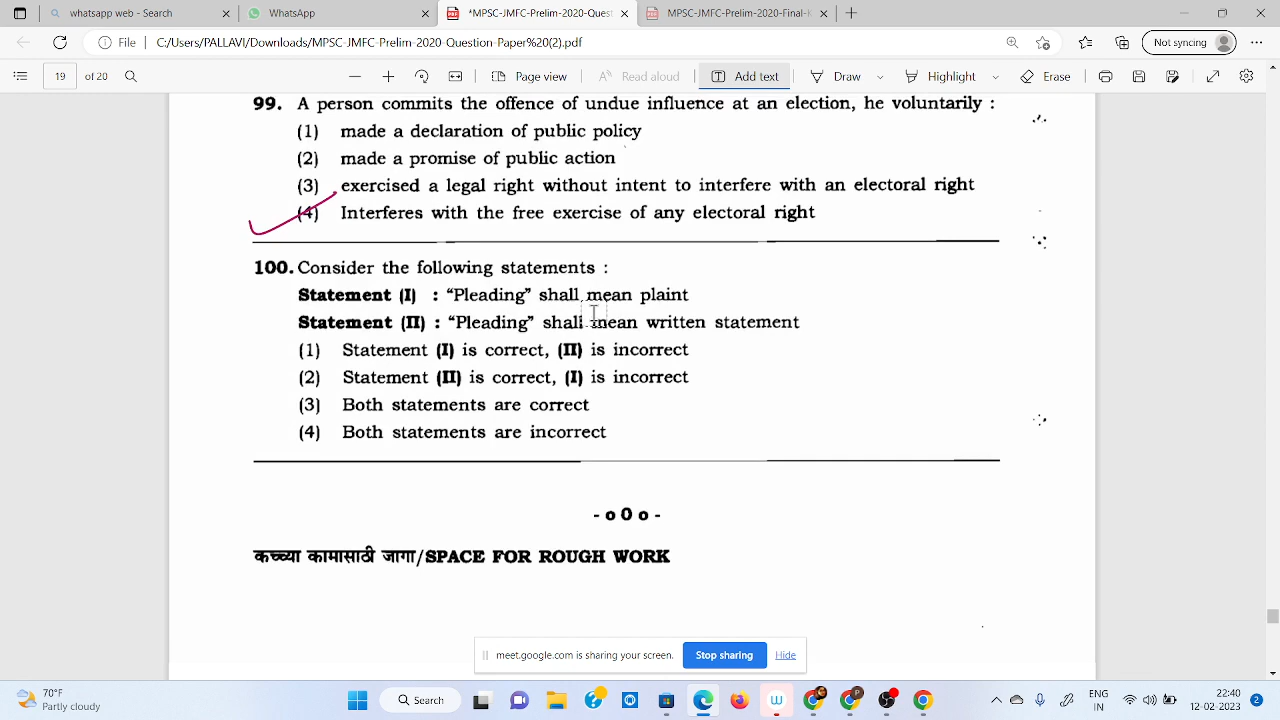 whatsapp web - Search
WhatsApp
*MPSC-JMFC-Prelim-2020-Quest
MPSC-JMFC-Prelim-2020-Final-K
File
C:/Users/PALLAVI/Downloads/MPSC JMFC-Prelim-2020 -Question-Paper%20(2).pdf
Not syncing
19 of 20
Page view
Read aloud
Add text
Draw
Highlight
Erase
99. A person commits the offence of undue influence at an election, he voluntarily :
(1) made a declaration of public policy
(2) made a promise of public action
(3) exercised a legal right without intent to interfere with an electoral right
(4) Interferes with the free exercise of any electoral right
100. Consider the following statements :
Statement (I) : “Pleading” shall mean plaint
Statement (II) : “Pleading” shall mean written statement
(1) Statement (I) is correct, (II) is incorrect
(2) Statement (II) is correct, (I) is incorrect
(3) Both statements are correct
(4) Both statements are incorrect
- o 0 o -
कच्च्या कामासाठी जागा/SPACE FOR ROUGH WORK
meet.google.com is sharing your screen.
Stop sharing
Hide
70°F
Partly cloudy
Search
ENG
IN
20:40
12-02-2023
2